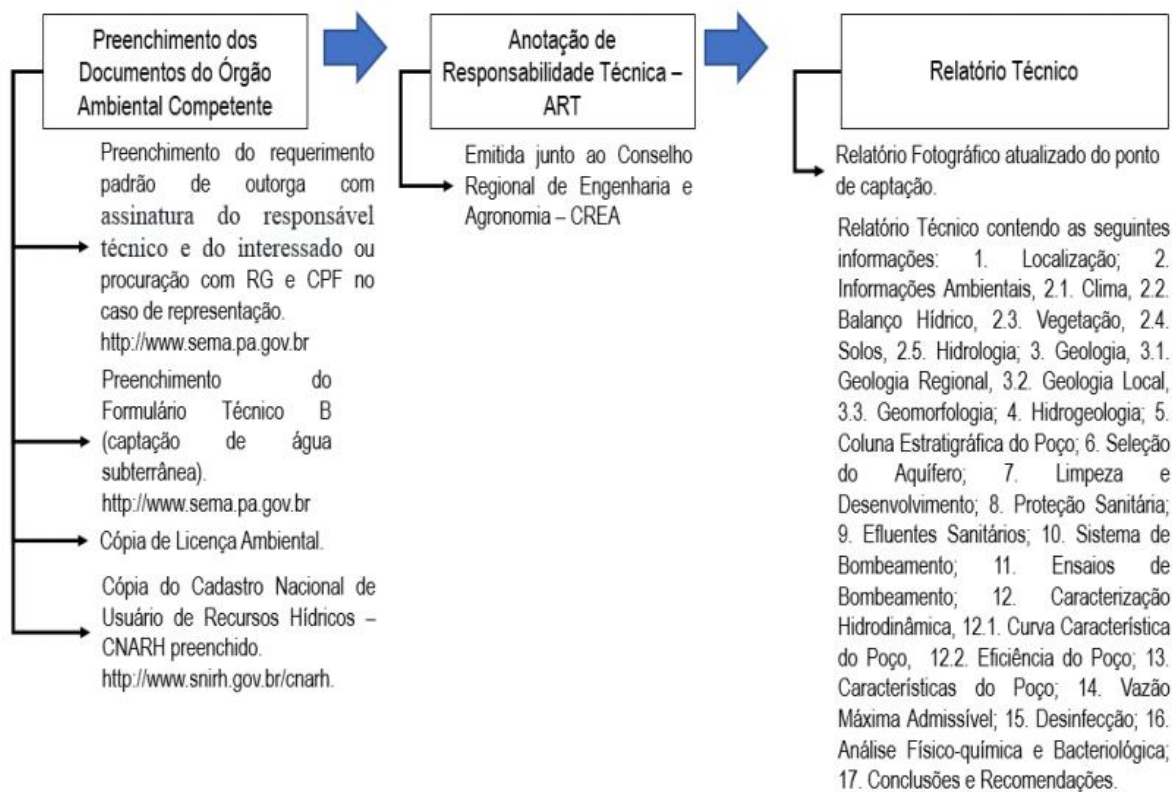 Preenchimento dos
Documentos do Órgão
Ambiental Competente
Preenchimento do requerimento
padrão de outorga com
assinatura do responsável
técnico e do interessado ou
procuração com RG e CPF no
caso de representação.
http://www.sema.pa.gov.br
Preenchimento do
Formulário Técnico B
(captação de água
subterrânea).
http://www.sema.pa.gov.br
Cópia de Licença Ambiental.
Cópia do Cadastro Nacional de
Usuário de Recursos Hídricos –
CNARH preenchido.
http://www.snirh.gov.br/cnarh.
Anotação de
Responsabilidade Técnica –
ART
Emitida junto ao Conselho
Regional de Engenharia e
Agronomia – CREA
Relatório Técnico
Relatório Fotográfico atualizado do ponto
de captação.
Relatório Técnico contendo as seguintes
informações: 1. Localização; 2.
Informações Ambientais, 2.1. Clima, 2.2.
Balanço Hídrico, 2.3. Vegetação, 2.4.
Solos, 2.5. Hidrologia; 3. Geologia, 3.1.
Geologia Regional, 3.2. Geologia Local,
3.3. Geomorfologia; 4. Hidrogeologia; 5.
Coluna Estratigráfica do Poço; 6. Seleção
do Aquífero; 7. Limpeza e
Desenvolvimento; 8. Proteção Sanitária;
9. Efluentes Sanitários; 10. Sistema de
Bombeamento; 11. Ensaios de
Bombeamento; 12. Caracterização
Hidrodinâmica, 12.1. Curva Característica
do Poço, 12.2. Eficiência do Poço; 13.
Características do Poço; 14. Vazão
Máxima Admissível; 15. Desinfecção; 16.
Análise Físico-química e Bacteriológica;
17. Conclusões e Recomendações.